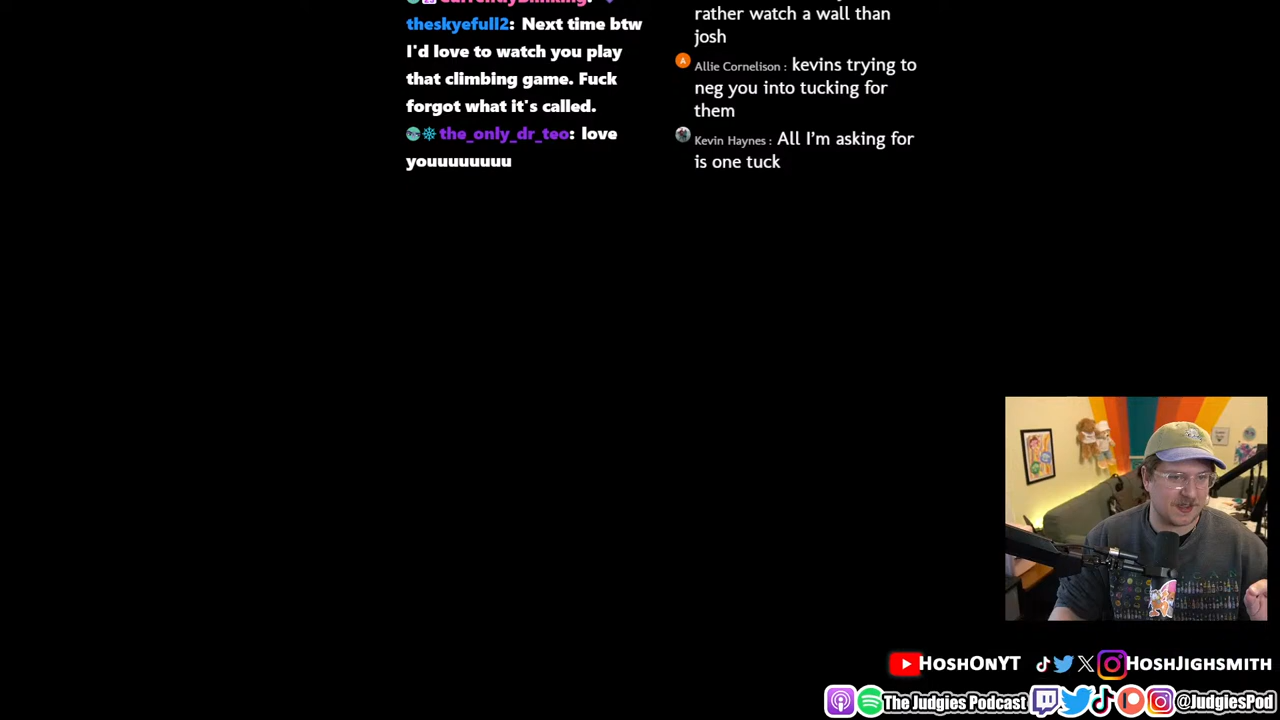 CurrentlyBlinking:
theskyefull2: Next time btw
I'd love to watch you play
that climbing game. Fuck
forgot what it's called.
the_only_dr_teo: love
youuuuuuuu
rather watch a wall than
josh
Allie Cornelison : kevins trying to
neg you into tucking for
them
Kevin Haynes : All I’m asking for
is one tuck
HoshOnYT
HoshJighsmith
The Judgies Podcast
@JudgiesPod